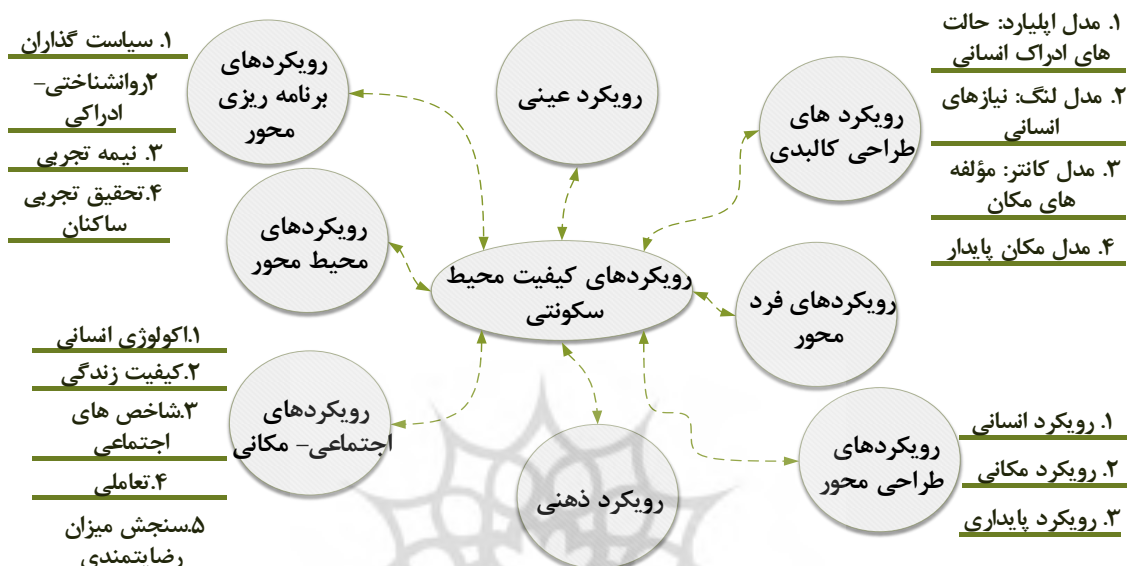 ۱. مدل اپلیارد: حالت
های ادراک انسانی
۲. مدل لنگ: نیازهای
انسانی
۳. مدل کانتر: مؤلفه
های مکان
۴. مدل مکان پایدار
رویکرد های
طراحی کالبدی
رویکرد عینی
رویکردهای
برنامه ریزی
محور
۱. سیاست گذاران
۲روانشناختی-
ادراکی
۳. نیمه تجربی
۴.تحقیق تجربی
ساکنان
رویکردهای
محیط محور
رویکردهای کیفیت محیط
سکونتی
رویکردهای فرد
محور
رویکردهای
اجتماعی- مکانی
۱.اکولوژی انسانی
۲.کیفیت زندگی
۳.شاخص های
اجتماعی
۴.تعاملی
۵.سنجش میزان
رضایتمندی
رویکرد ذهنی
رویکردهای
طراحی محور
۱. رویکرد انسانی
۲. رویکرد مکانی
۳. رویکرد پایداری